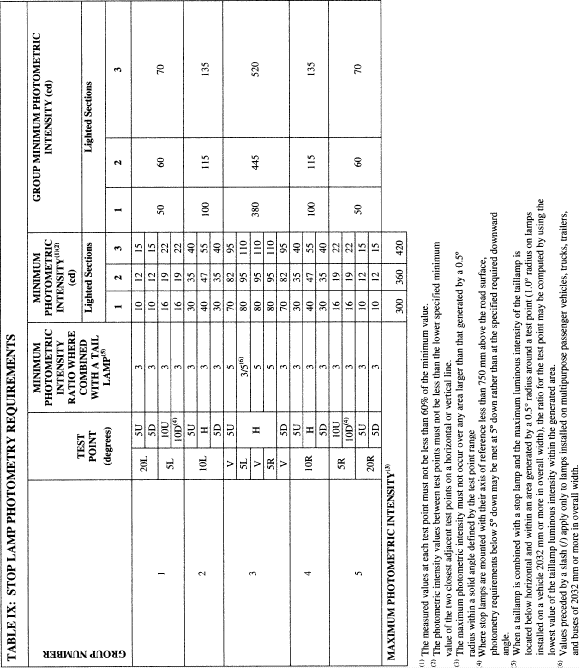 TABLE IX: STOP LAMP PHOTOMETRY REQUIREMENTS
GROUP NUMBER
TEST
POINT
(degrees)
MINIMUM
PHOTOMETRIC
INTENSITY
RATIO WHERE
COMBINED
WITH A TAIL
LAMP(5)
MINIMUM
PHOTOMETRIC
INTENSITY(1)(2)
(cd)
Lighted Sections
1 2 3
GROUP MINIMUM PHOTOMETRIC
INTENSITY (cd)
Lighted Sections
1 2 3
1 20L 5U 3 10 12 15 50 60 70
5D 3 10 12 15
5L 10U 3 16 19 22
10D(4) 3 16 19 22
2 10L 5U 3 30 35 40 100 115 135
H 3 40 47 55
5D 3 30 35 40
3 V 5U 5 70 82 95 380 445 520
5L H 3/5(6) 80 95 110
V 5 80 95 110
5R 5 80 95 110
V 5D 3 70 82 95
4 10R 5U 3 30 35 40 100 115 135
H 3 40 47 55
5D 3 30 35 40
5 5R 10U 3 16 19 22 50 60 70
10D(4) 3 16 19 22
20R 5U 3 10 12 15
5D 3 10 12 15
MAXIMUM PHOTOMETRIC INTENSITY(3) 300 360 420
(1) The measured values at each test point must not be less than 60% of the minimum value.
(2) The photometric intensity values between test points must not be less than the lower specified minimum
value of the two closest adjacent test points on a horizontal or vertical line.
(3) The maximum photometric intensity must not occur over any area larger than that generated by a 0.5°
radius within a solid angle defined by the test point range
(4) Where stop lamps are mounted with their axis of reference less than 750 mm above the road surface,
photometry requirements below 5° down may be met at 5° down rather than at the specified required downward
angle.
(5) When a taillamp is combined with a stop lamp and the maximum luminous intensity of the taillamp is
located below horizontal and within an area generated by a 0.5° radius around a test point (1.0° radius on lamps
installed on a vehicle 2032 mm or more in overall width), the ratio for the test point may be computed by using the
lowest value of the taillamp luminous intensity within the generated area.
(6) Values preceded by a slash (/) apply only to lamps installed on multipurpose passenger vehicles, trucks, trailers,
and buses of 2032 mm or more in overall width.